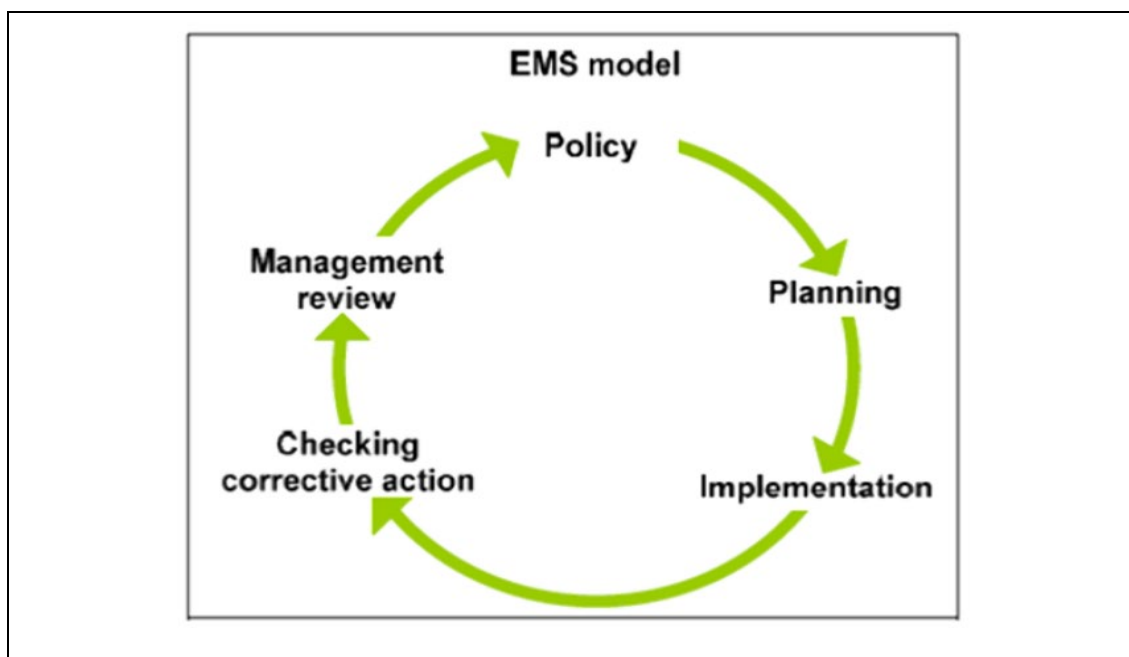 EMS model
Policy
Planning
Implementation
Checking
corrective action
Management
review